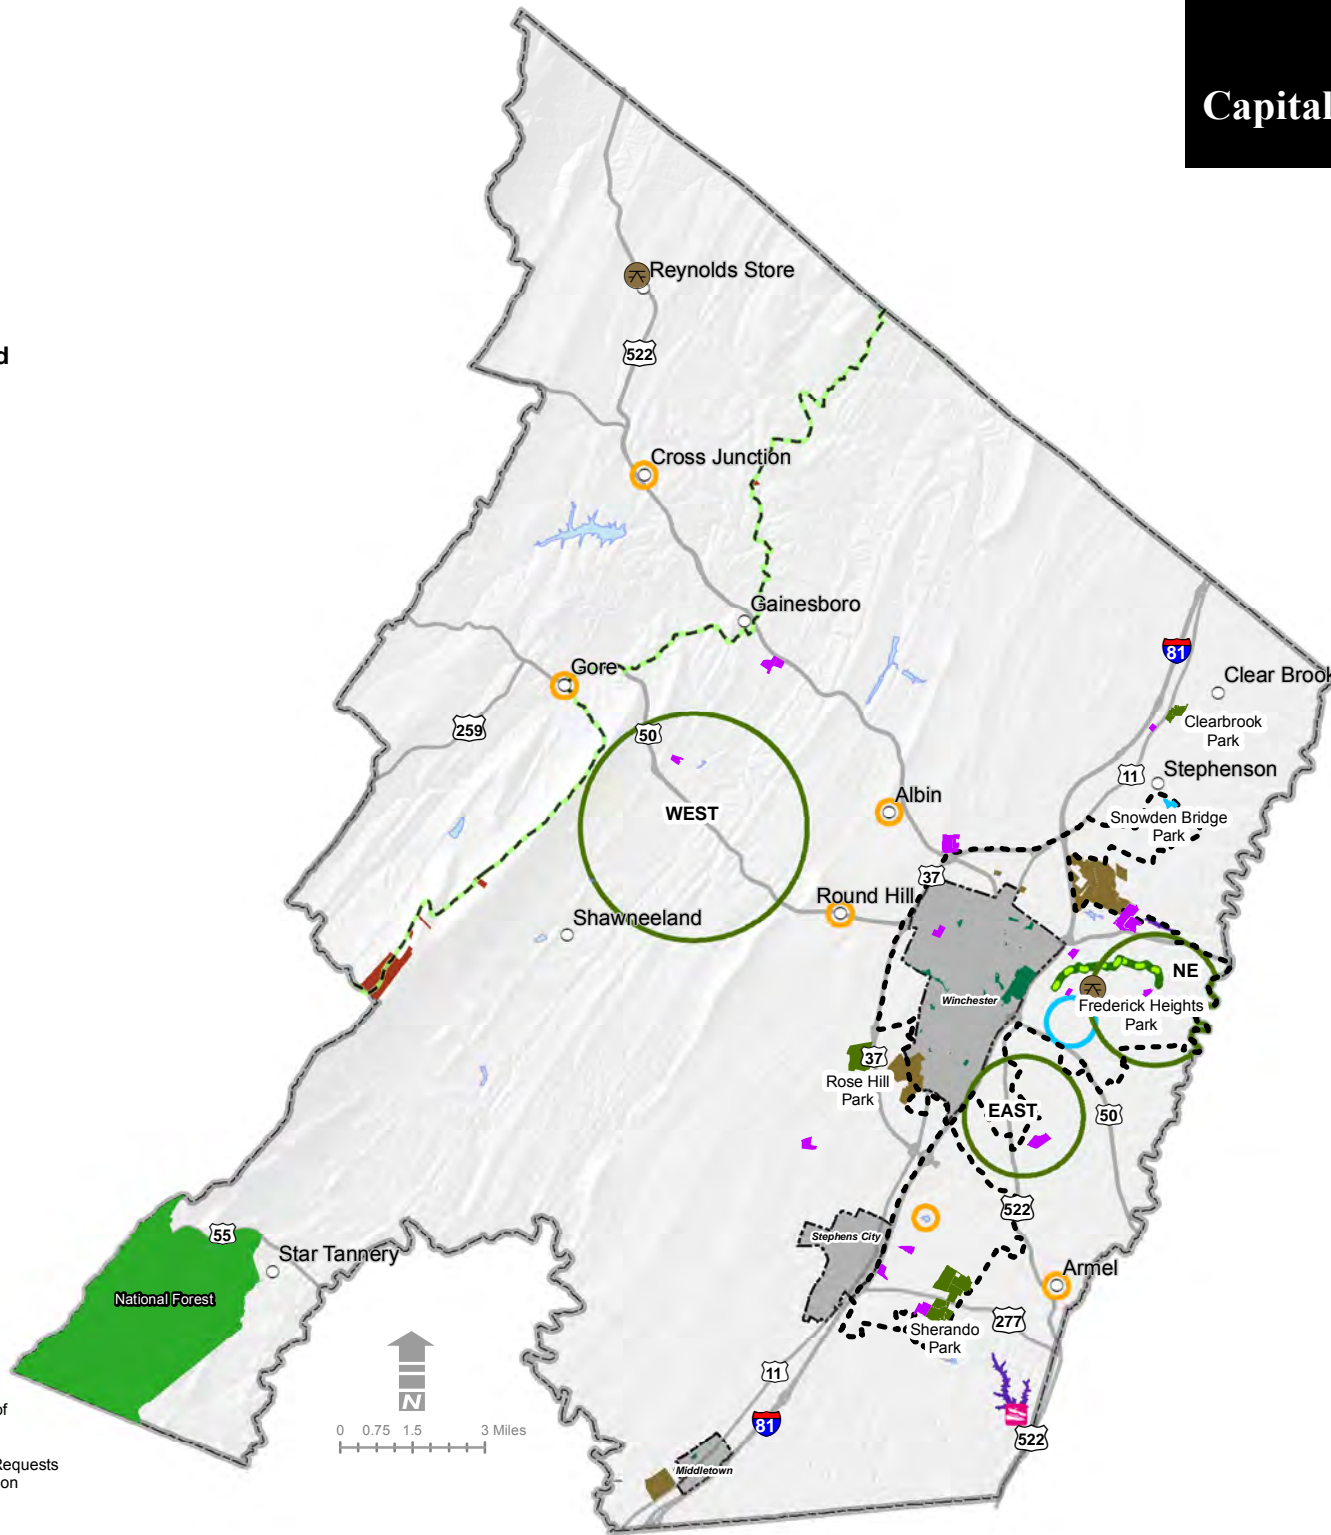 Capital
Reynolds Store
522
d
Cross Junction
Gainesboro
81
Gore
Clear Brook
Clearbrook
Park
259
50
11
Stephenson
WEST
Albin
Snowden Bridge
Park
37
Round Hill
Shawneeland
NE
Winchester
Frederick Heights
Park
37
Rose Hill
Park
EAST
50
522
55
Stephens City
Star Tannery
Armel
National Forest
277
Sherando
Park
N
11
of
0 0.75 1.5 3 Miles
81
522
Requests
on
Middletown